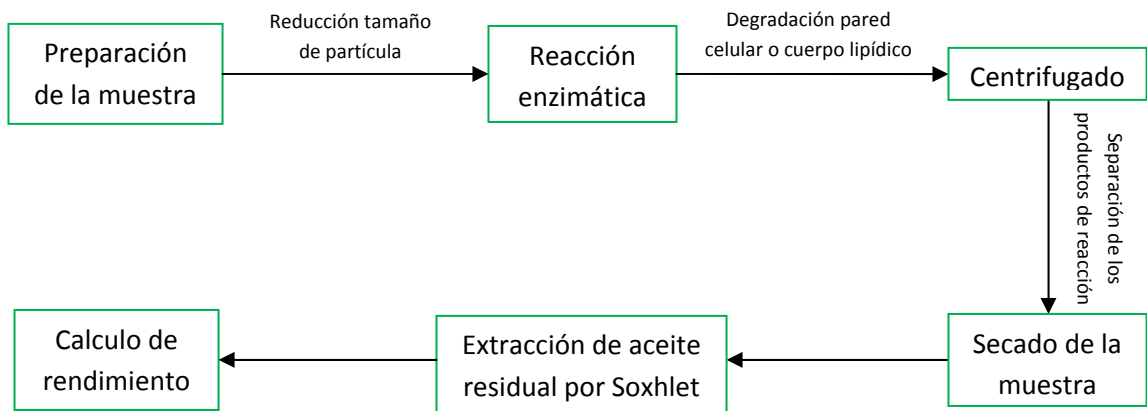 Preparación
de la muestra
Reducción tamaño
de partícula
Reacción
enzimática
Degradación pared
celular o cuerpo lipídico
Centrifugado
Separación de los
productos de reacción
Secado de la
muestra
Extracción de aceite
residual por Soxhlet
Calculo de
rendimiento